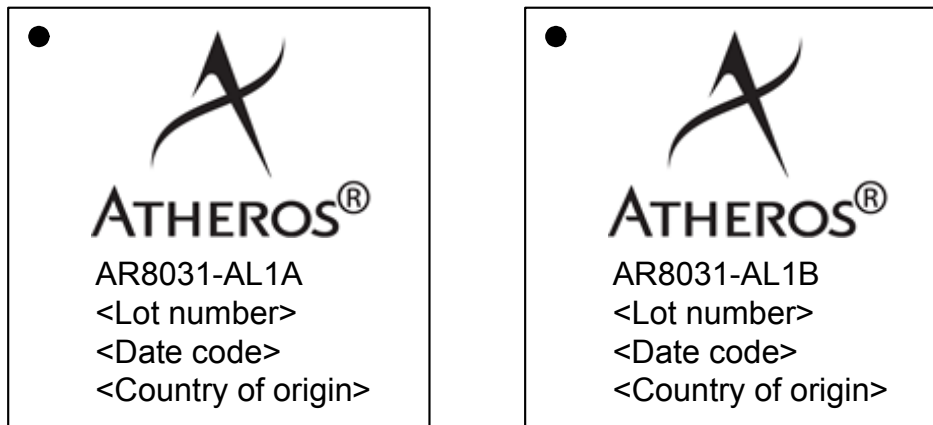 ATHEROS®
AR8031-AL1A
<Lot number>
<Date code>
<Country of origin>
ATHEROS®
AR8031-AL1B
<Lot number>
<Date code>
<Country of origin>